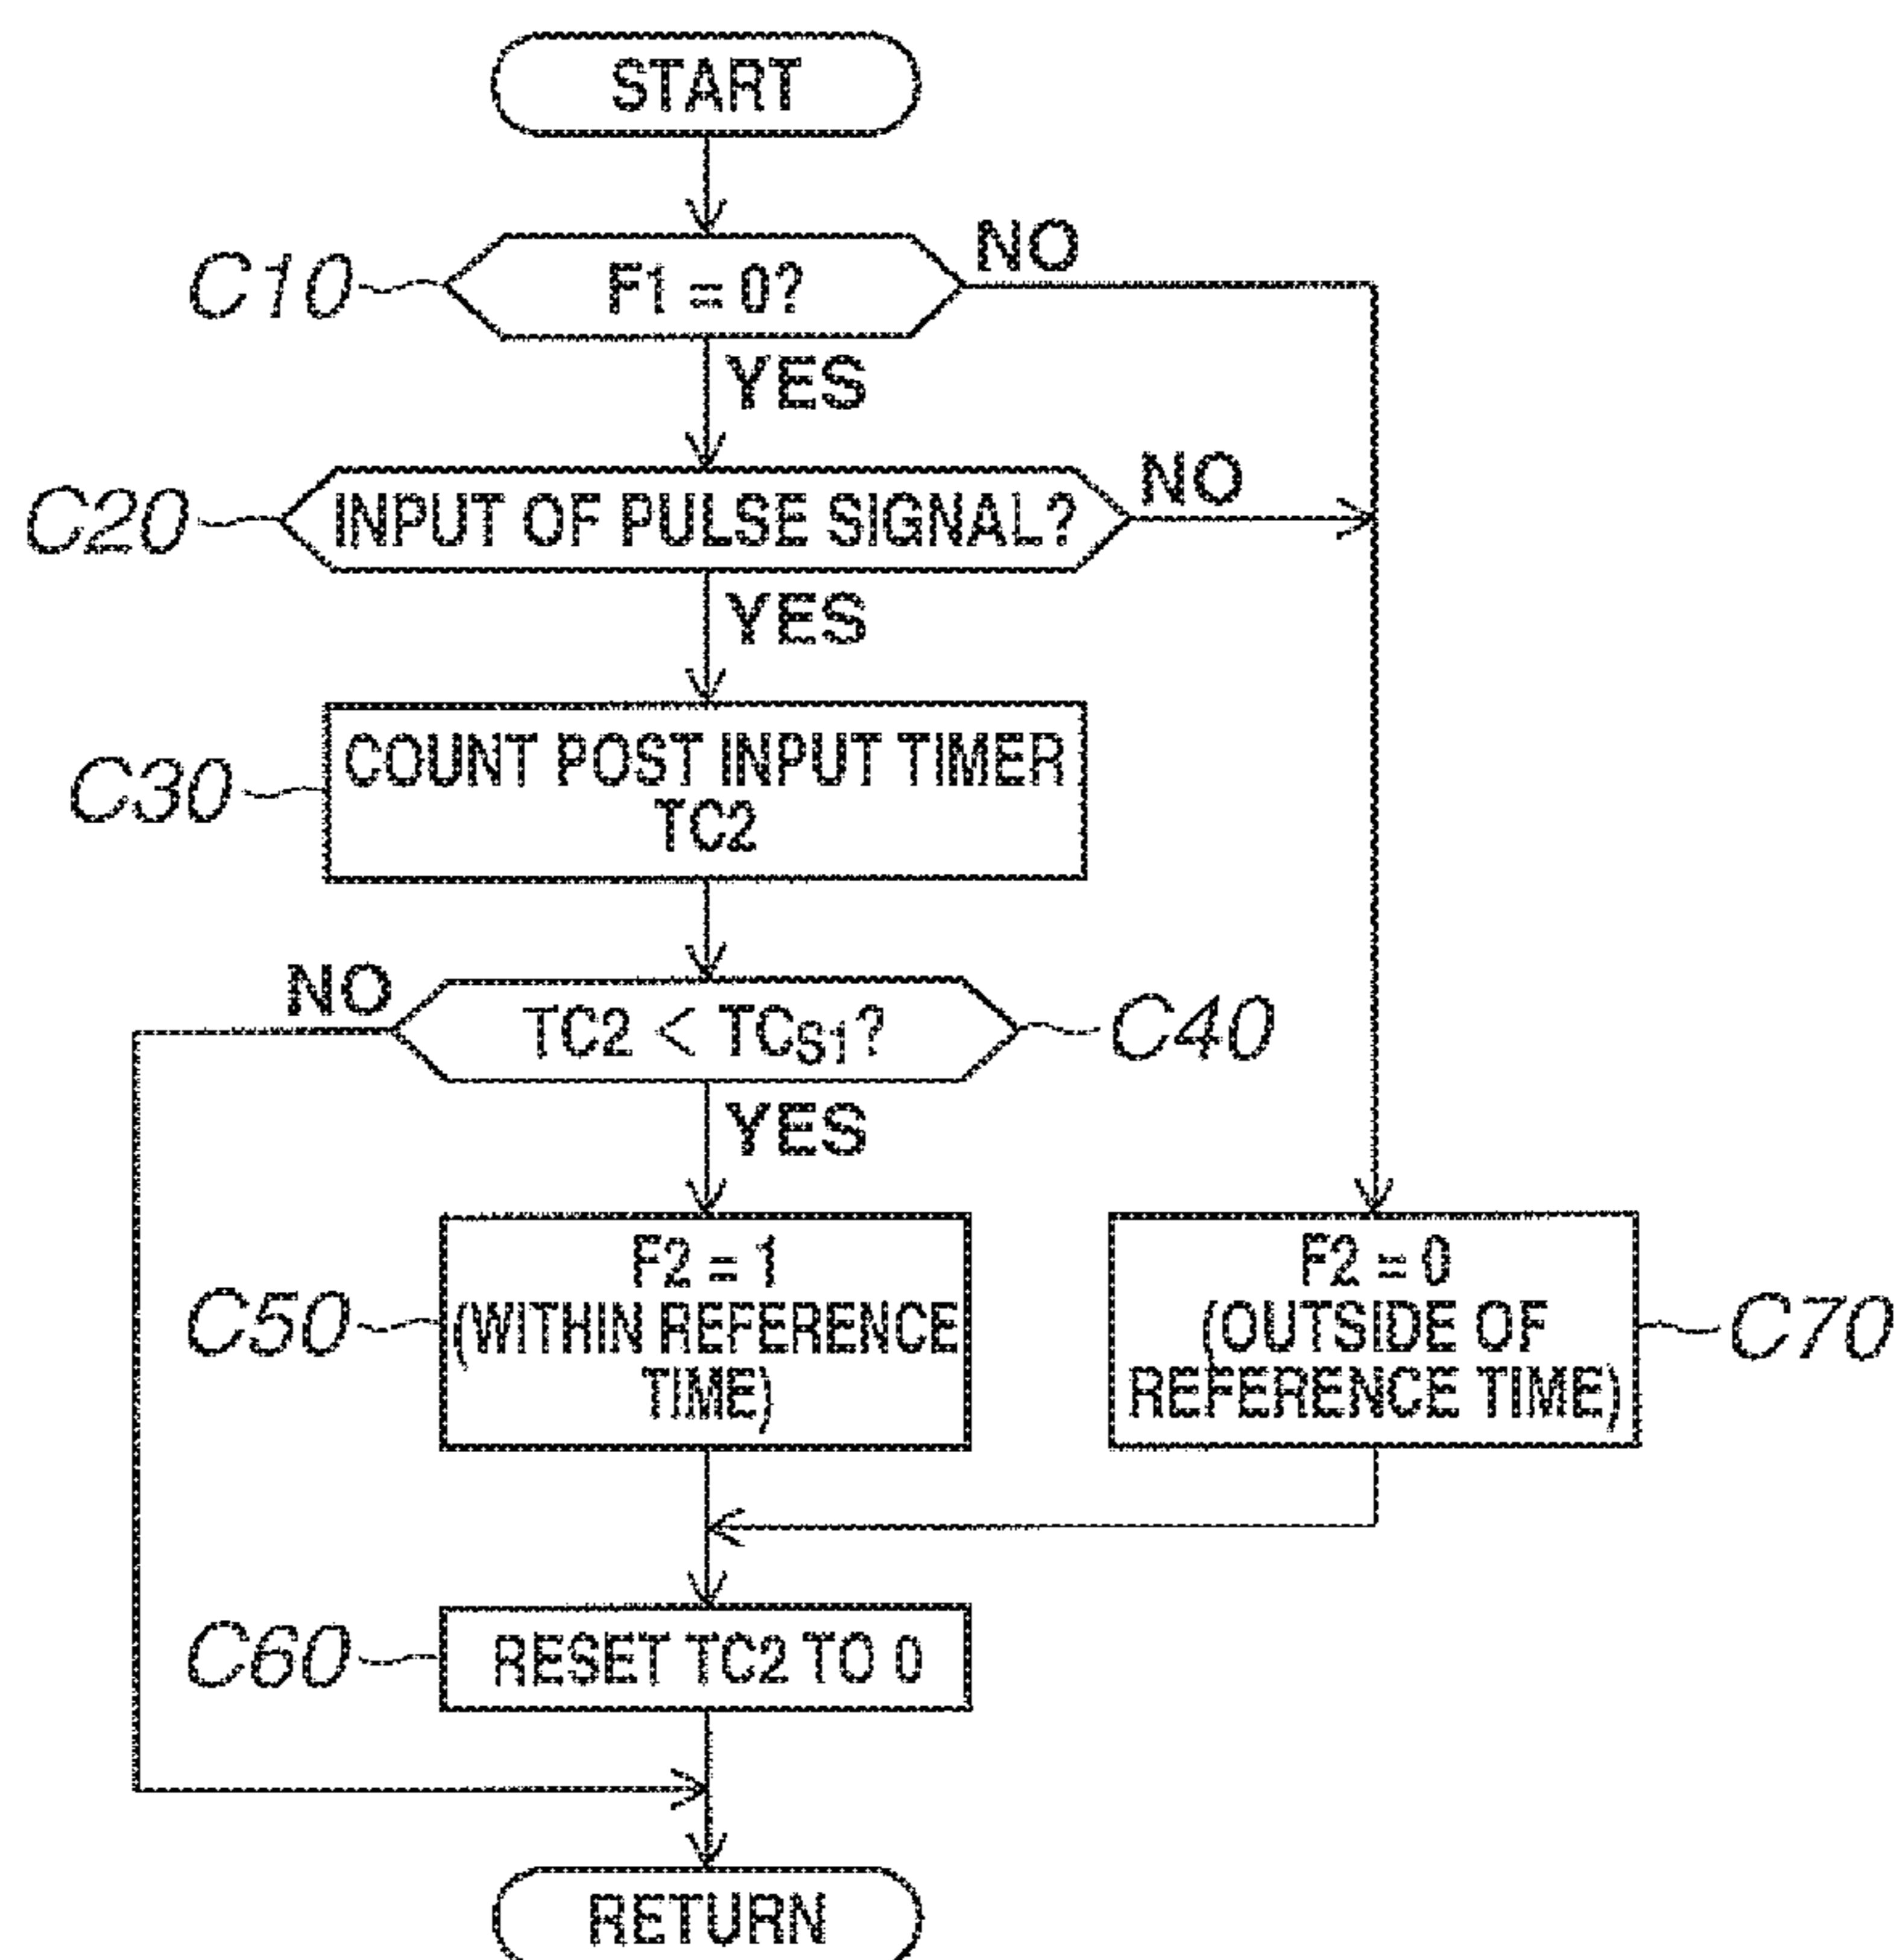 START
C10
F1 = 0?
NO
YES
C20
INPUT OF PULSE SIGNAL?
NO
YES
C30
COUNT POST INPUT TIMER
TC2
NO
TC2 < TCS1?
C40
YES
C50
F2 = 1
(WITHIN REFERENCE
TIME)
F2 = 0
(OUTSIDE OF
REFERENCE TIME)
C70
C60
RESET TC2 TO 0
RETURN